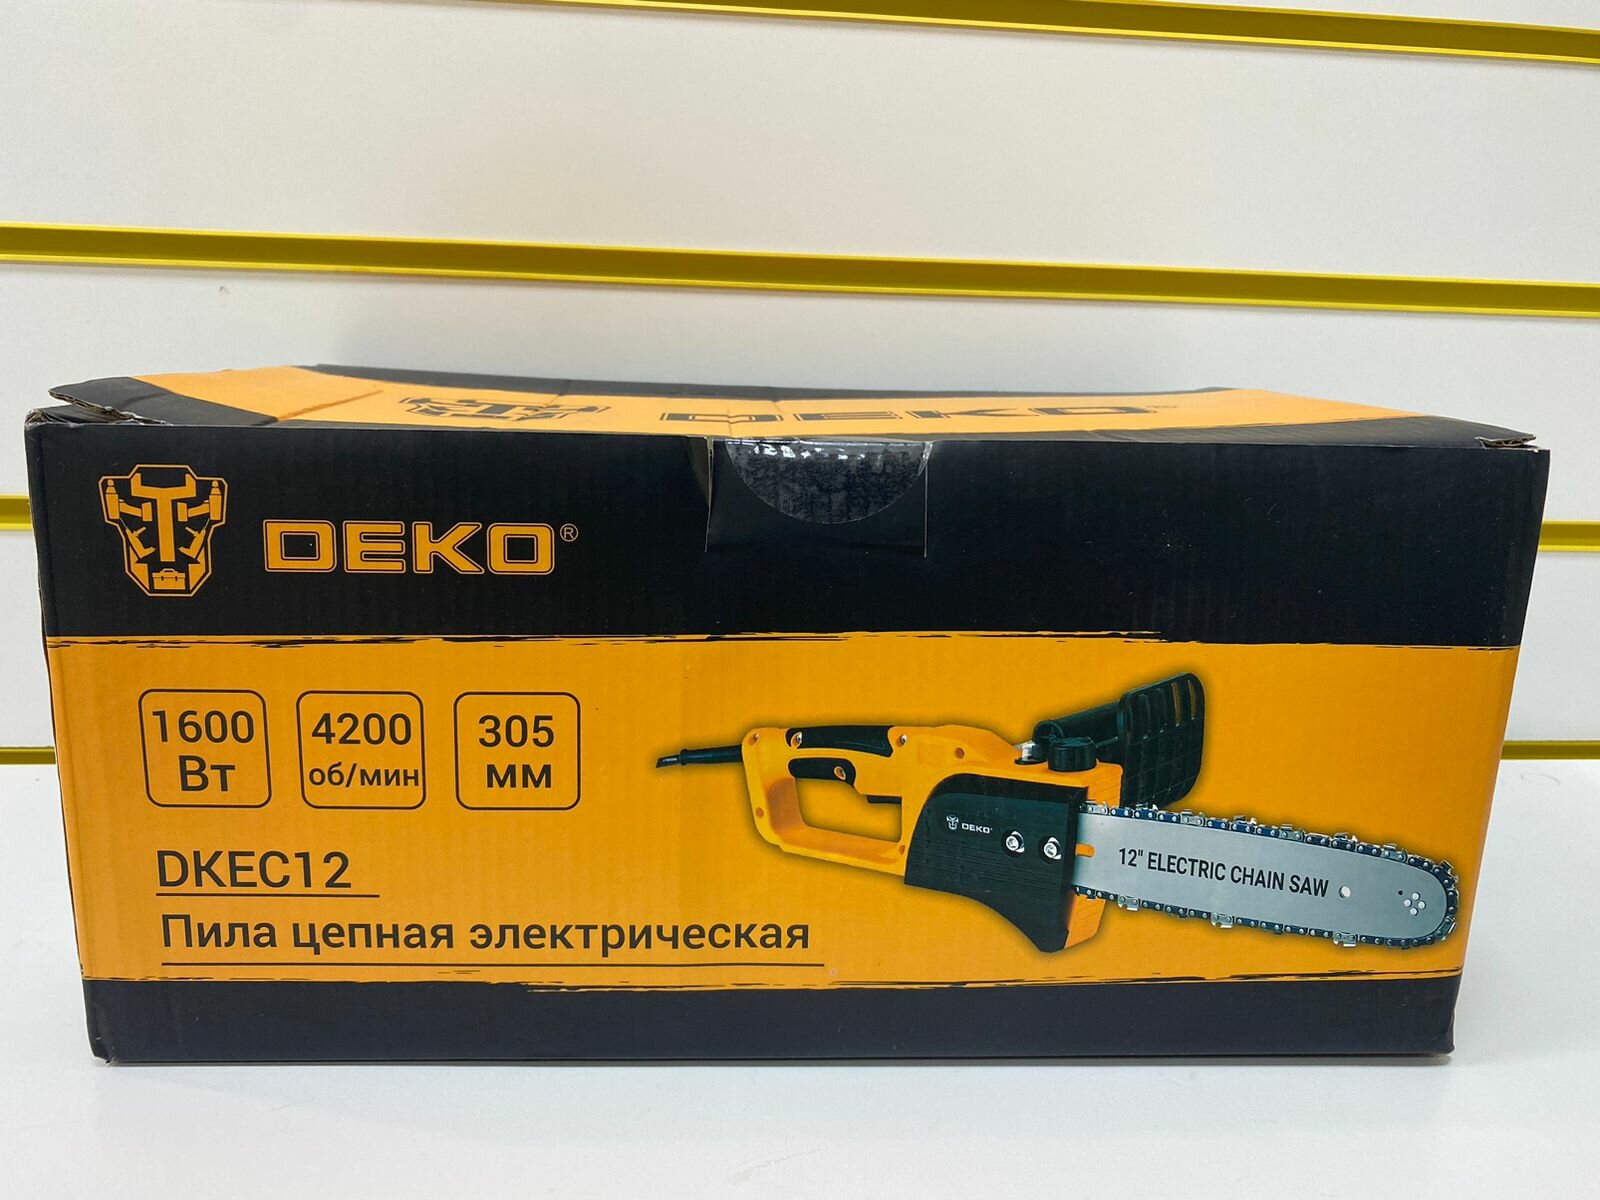 DEKO
DEKO®
1600
Вт
4200
об/мин
305
мм
DKEC12
Пила цепная электрическая
DEKO
12" ELECTRIC CHAIN SAW